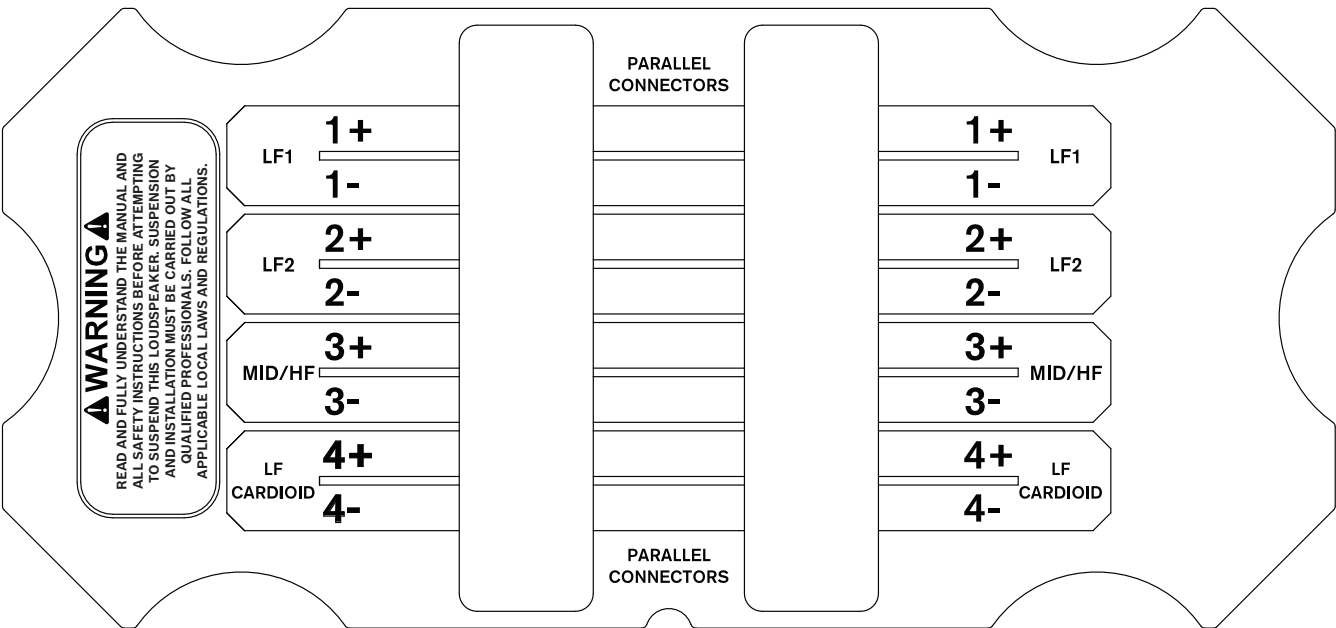 PARALLEL
CONNECTORS
⚠WARNING⚠
READ AND FULLY UNDERSTAND THE MANUAL AND
ALL SAFETY INSTRUCTIONS BEFORE ATTEMPTING
TO SUSPEND THIS LOUDSPEAKER. SUSPENSION
AND INSTALLATION MUST BE CARRIED OUT BY
QUALIFIED PROFESSIONALS. FOLLOW ALL
APPLICABLE LOCAL LAWS AND REGULATIONS.
LF1
1+
1-
1+
1-
LF1
LF2
2+
2-
2+
2-
LF2
MID/HF
3+
3-
3+
3-
MID/HF
LF
CARDIOID
4+
4-
4+
4-
LF
CARDIOID
PARALLEL
CONNECTORS